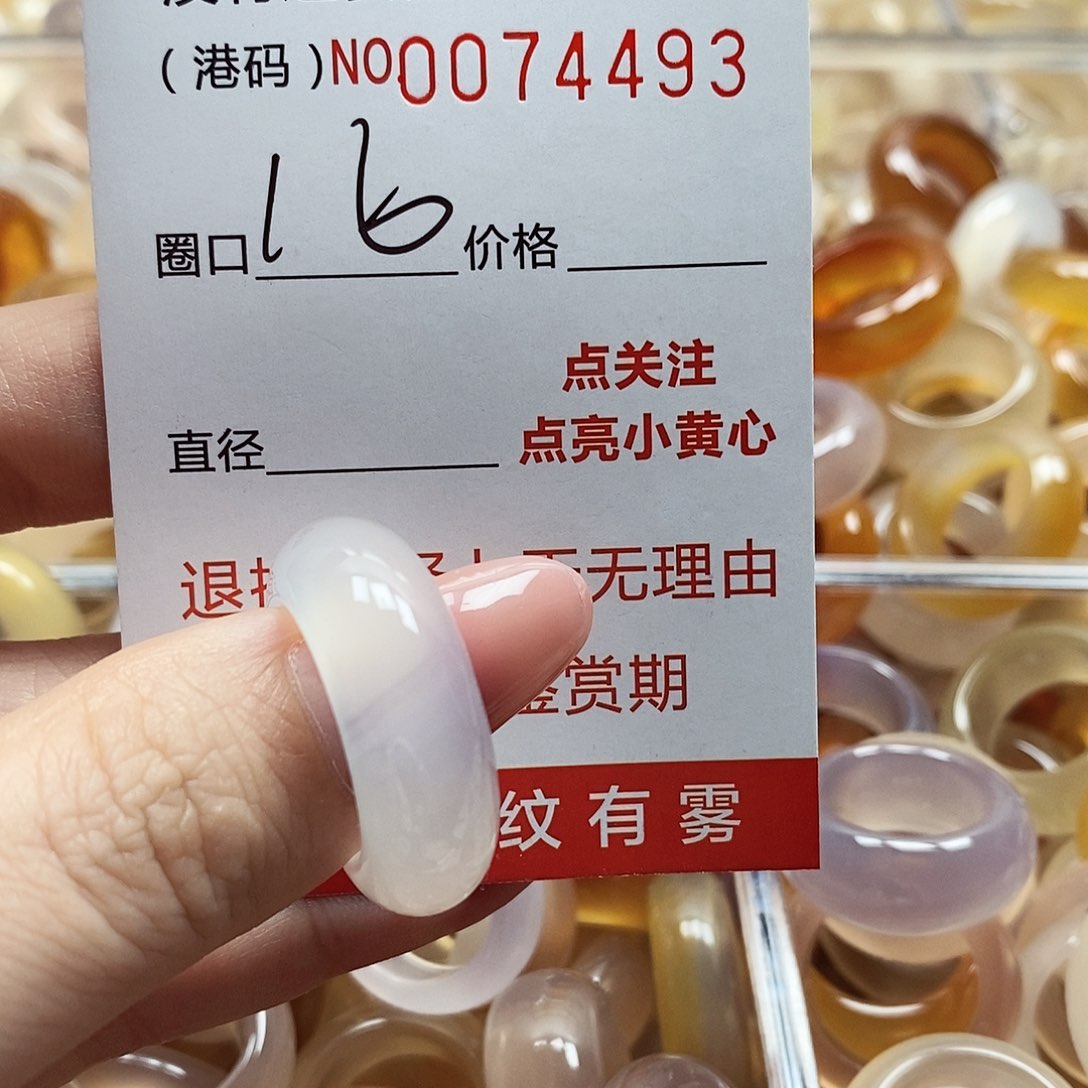 (港码)NO0074493
圈口16 价格
点关注
直径 点亮小黄心
退 无理由
鉴赏期
纹有雾